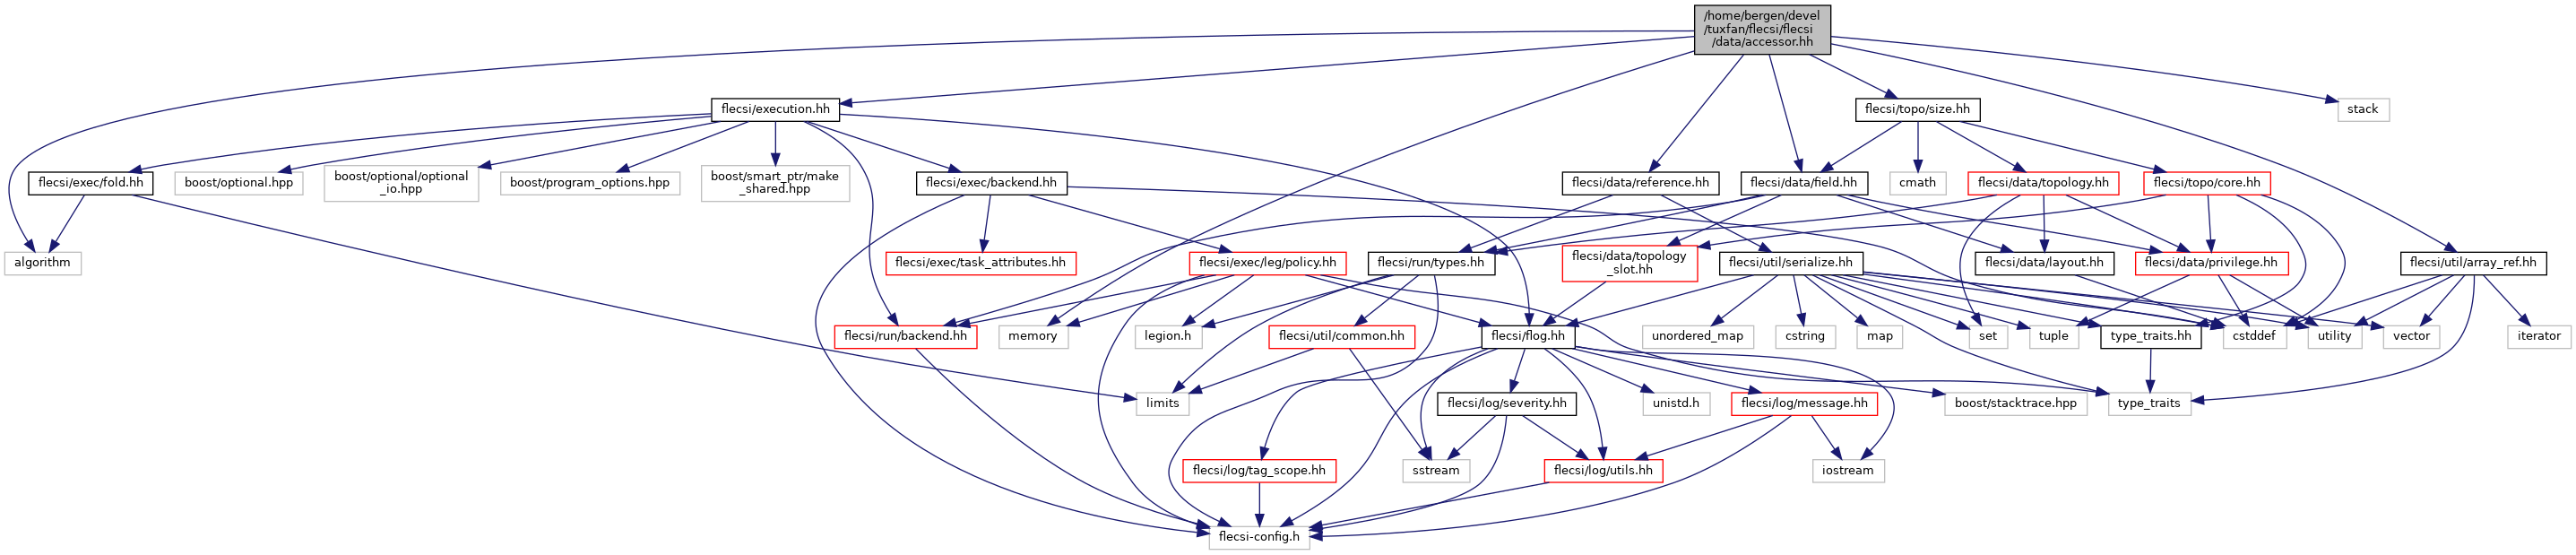 /home/bergen/devel
/tuxfan/flecsi/flecsi
/data/accessor.hh
flecsi/execution.hh
flecsi/topo/size.hh
stack
flecsi/exec/fold.hh
boost/optional.hpp
boost/optional/optional
_io.hpp
boost/program_options.hpp
boost/smart_ptr/make
_shared.hpp
flecsi/exec/backend.hh
flecsi/data/reference.hh
flecsi/data/field.hh
cmath
flecsi/data/topology.hh
flecsi/topo/core.hh
algorithm
flecsi/exec/task_attributes.hh
flecsi/exec/leg/policy.hh
flecsi/run/types.hh
flecsi/data/topology
_slot.hh
flecsi/util/serialize.hh
flecsi/data/layout.hh
flecsi/data/privilege.hh
flecsi/util/array_ref.hh
flecsi/run/backend.hh
memory
legion.h
flecsi/util/common.hh
flecsi/flog.hh
unordered_map
cstring
map
set
tuple
type_traits.hh
cstddef
utility
vector
iterator
limits
flecsi/log/severity.hh
unistd.h
flecsi/log/message.hh
boost/stacktrace.hpp
type_traits
flecsi/log/tag_scope.hh
sstream
flecsi/log/utils.hh
iostream
flecsi-config.h